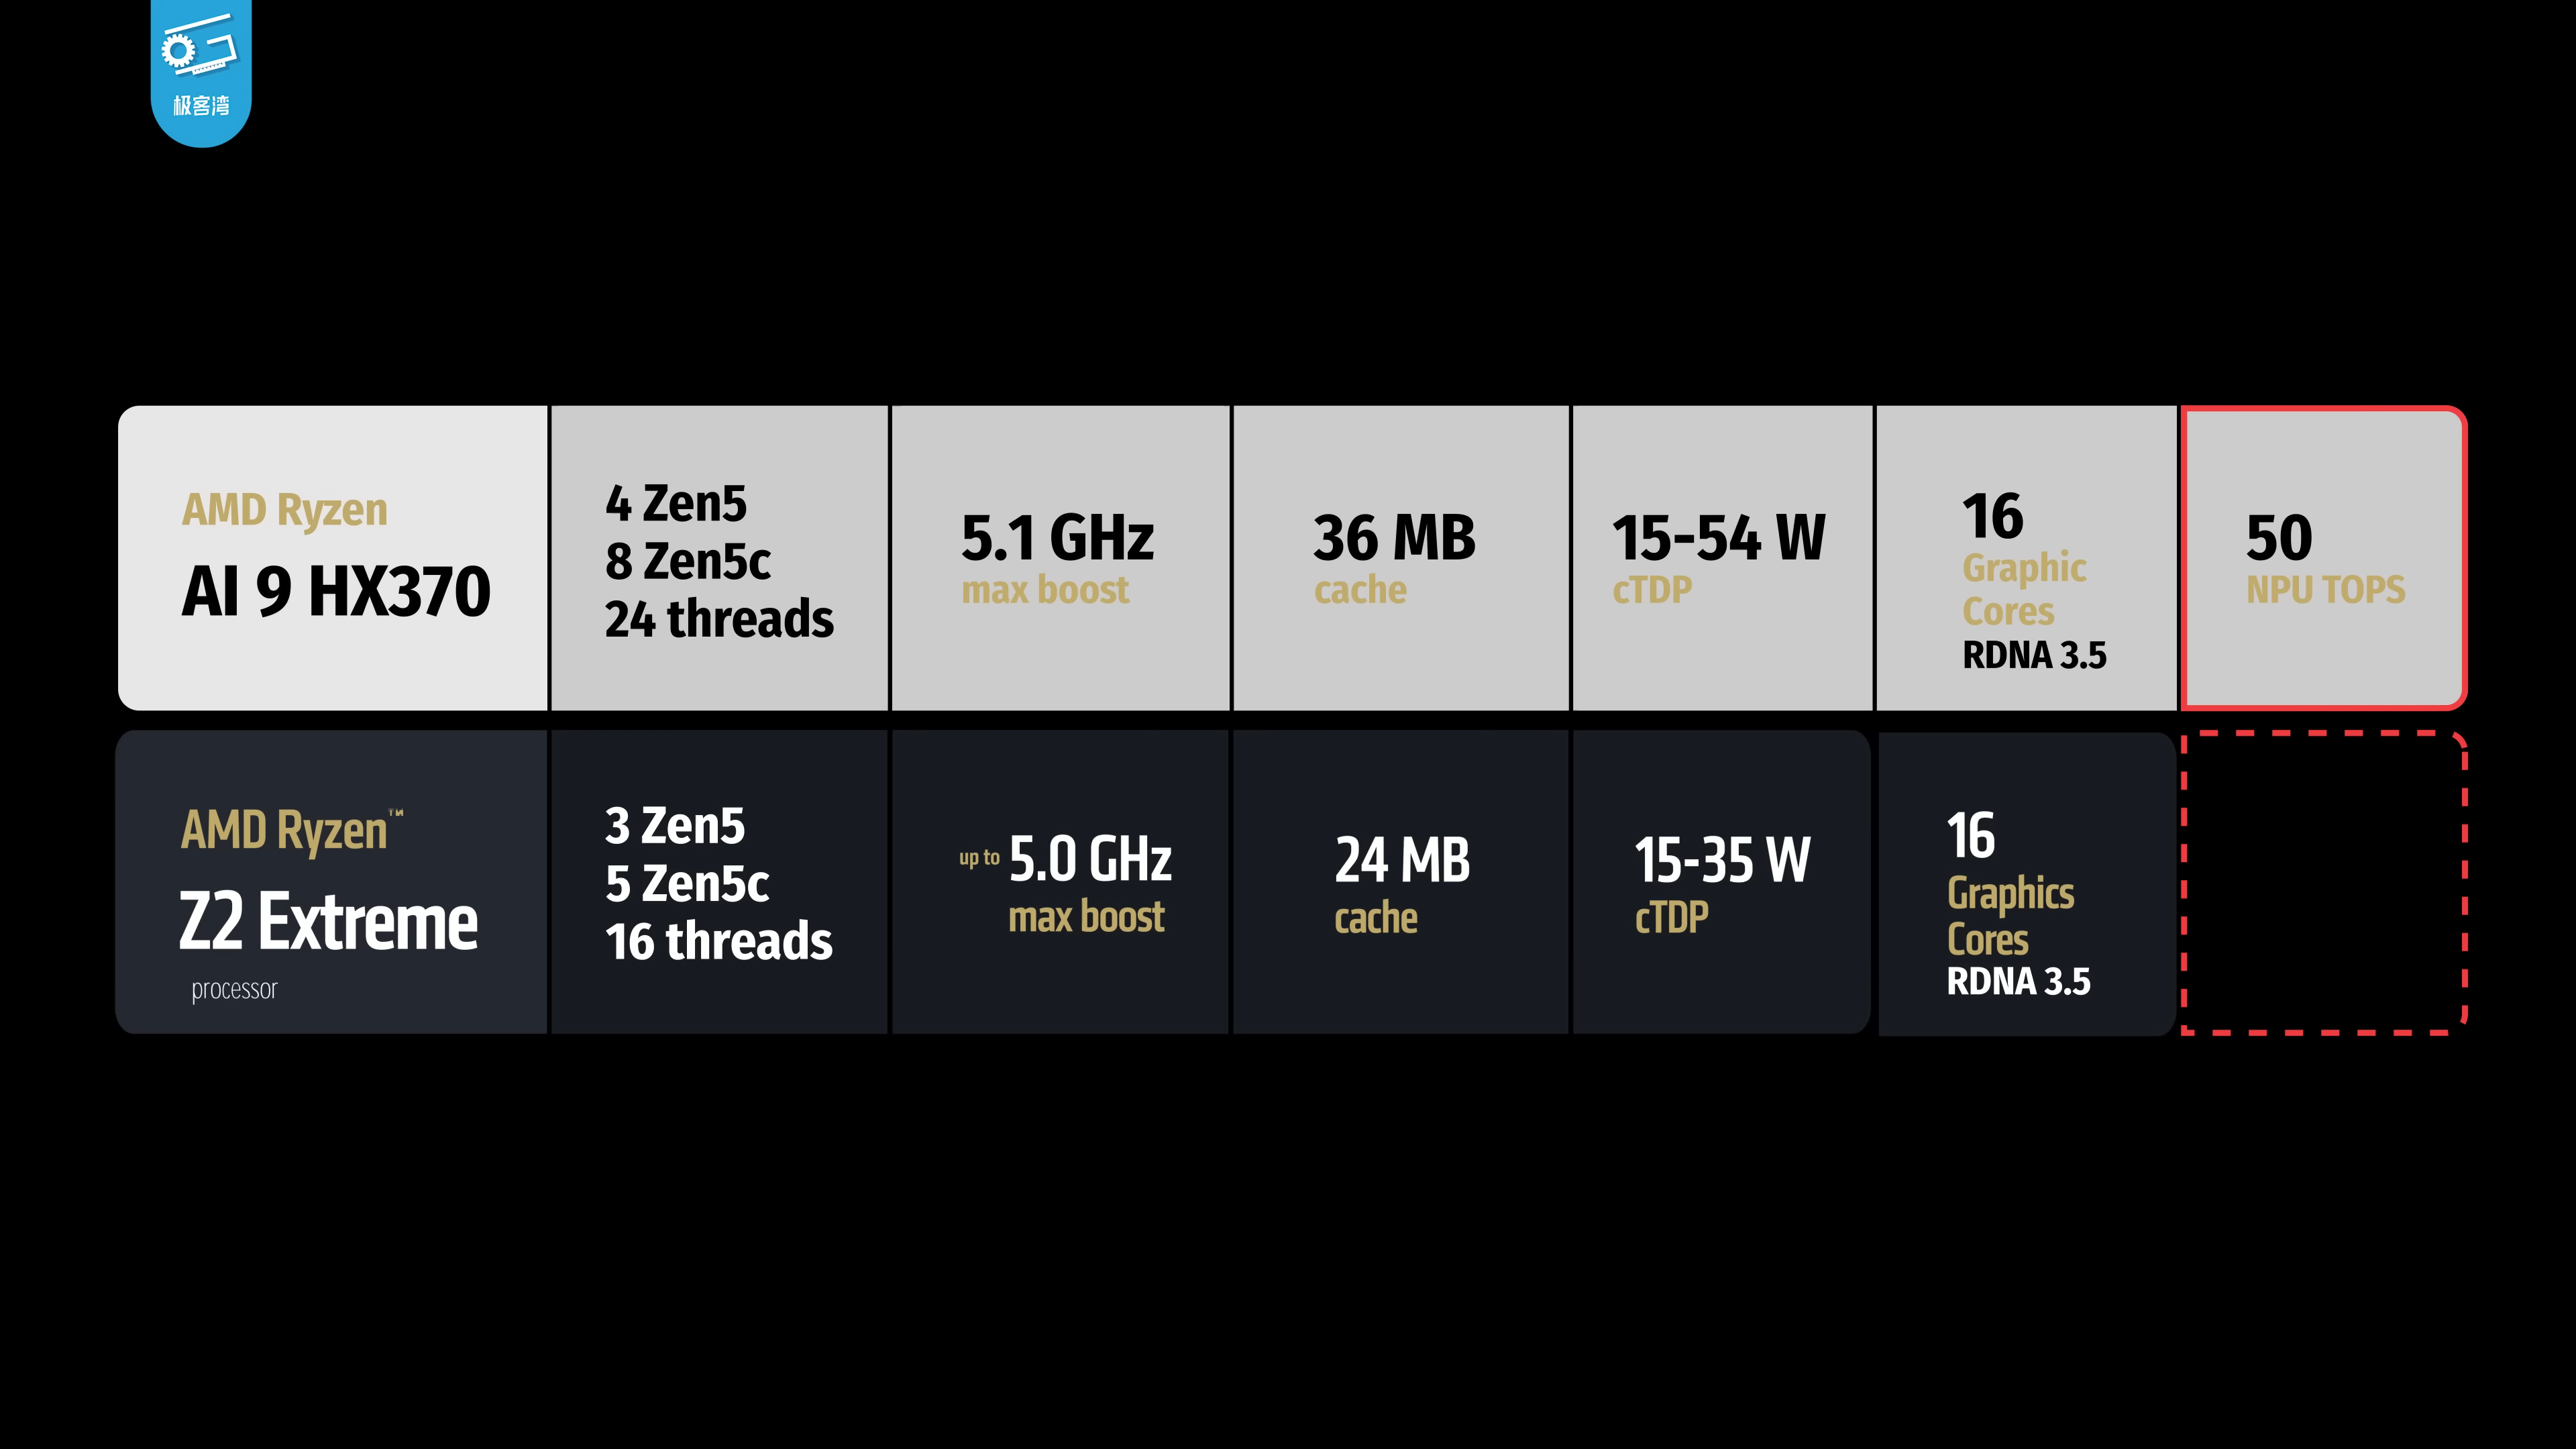 极客湾
AMD Ryzen
AI 9 HX370
4 Zen5
8 Zen5c
24 threads
5.1 GHz
max boost
36 MB
cache
15-54 W
cTDP
16
Graphic
Cores
RDNA 3.5
50
NPU TOPS
AMD Ryzen™
Z2 Extreme
processor
3 Zen5
5 Zen5c
16 threads
up to 5.0 GHz
max boost
24 MB
cache
15-35 W
cTDP
16
Graphics
Cores
RDNA 3.5